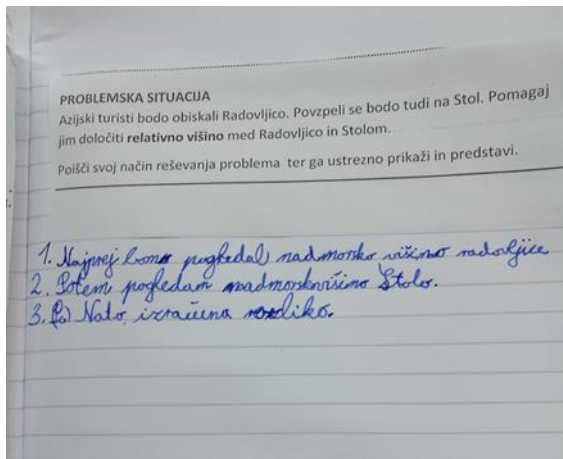 PROBLEMSKA SITUACIJA
Azijski turisti bodo obiskali Radovljico. Povzpeli se bodo tudi na Stol. Pomagaj
jim določiti relativno višino med Radovljico in Stolom.
Poišči svoj način reševanja problema ter ga ustrezno prikaži in predstavi.
1. Najprej bomo pogledal nadmorsko višino radovljice
2. Potem pogledam nadmorskovišino Stola.
3. Nato izračuna razliko.